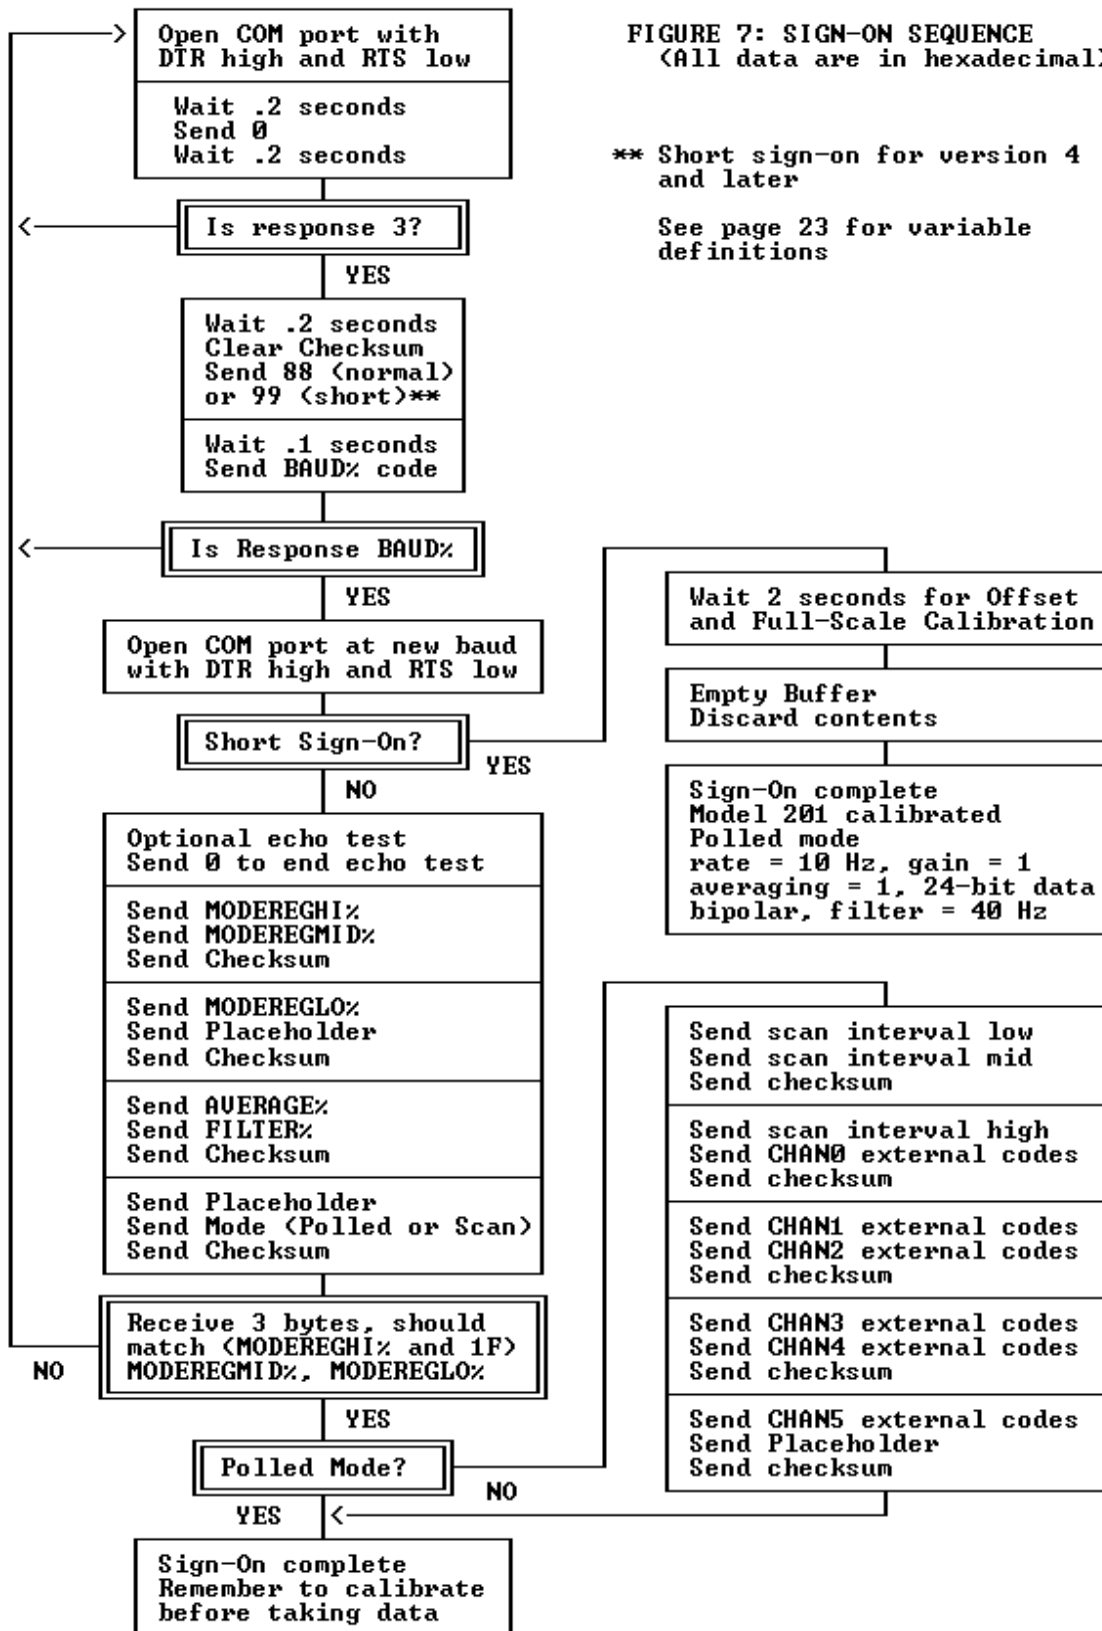 FIGURE 7: SIGN-ON SEQUENCE
(All data are in hexadecimal)
** Short sign-on for version 4
and later
See page 23 for variable
definitions
Open COM port with
DTR high and RTS low
Wait .2 seconds
Send 0
Wait .2 seconds
Is response 3?
YES
Wait .2 seconds
Clear Checksum
Send 88 (normal)
or 99 (short)**
Wait .1 seconds
Send BAUD% code
Is Response BAUD%
YES
Open COM port at new baud
with DTR high and RTS low
Short Sign-On?
YES
NO
Wait 2 seconds for Offset
and Full-Scale Calibration
Empty Buffer
Discard contents
Sign-On complete
Model 201 calibrated
Polled mode
rate = 10 Hz, gain = 1
averaging = 1, 24-bit data
bipolar, filter = 40 Hz
Optional echo test
Send 0 to end echo test
Send MODEREGHI%
Send MODEREGMID%
Send Checksum
Send MODEREGLO%
Send Placeholder
Send Checksum
Send AVERAGE%
Send FILTER%
Send Checksum
Send Placeholder
Send Mode (Polled or Scan)
Send Checksum
Receive 3 bytes, should
match (MODEREGHI% and 1F)
MODEREGMID%, MODEREGLO%
NO
YES
Polled Mode?
NO
YES
Send scan interval low
Send scan interval mid
Send checksum
Send scan interval high
Send CHAN0 external codes
Send checksum
Send CHAN1 external codes
Send CHAN2 external codes
Send checksum
Send CHAN3 external codes
Send CHAN4 external codes
Send checksum
Send CHAN5 external codes
Send Placeholder
Send checksum
Sign-On complete
Remember to calibrate
before taking data